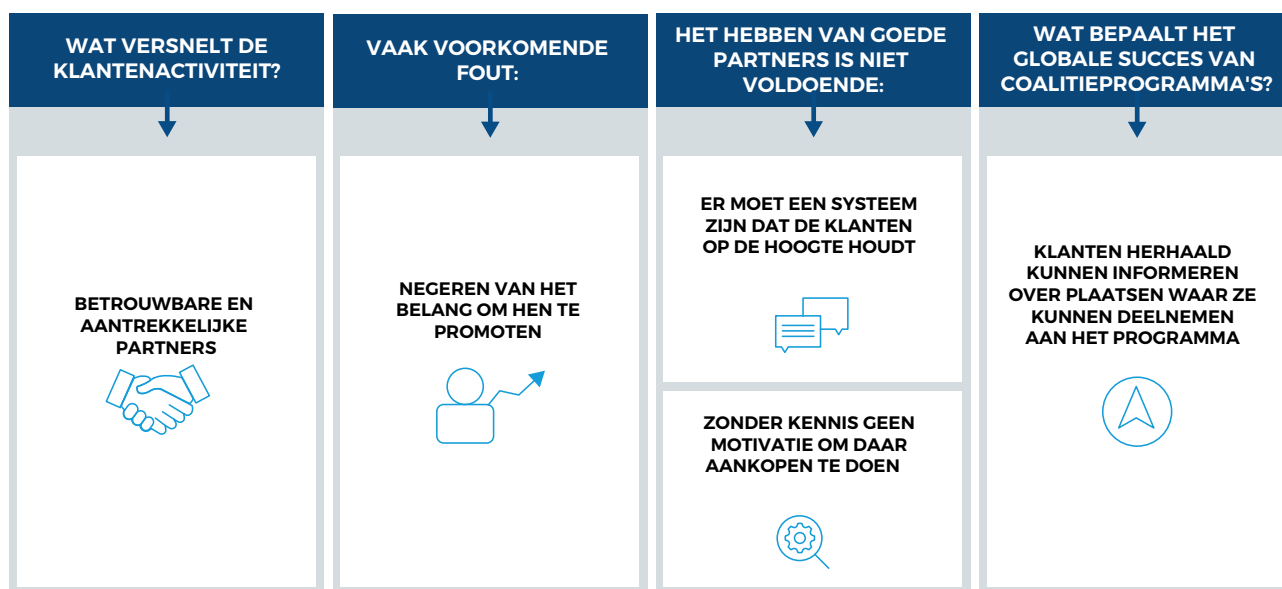 WAT VERSNELT DE
KLANTENACTIVITEIT?
BETROUWBARE EN
AANTREKKELIJKE
PARTNERS
VAAK VOORKOMENDE
FOUT:
NEGEREN VAN HET
BELANG OM HEN TE
PROMOTEN
HET HEBBEN VAN GOEDE
PARTNERS IS NIET
VOLDOENDE:
ER MOET EEN SYSTEEM
ZIJN DAT DE KLANTEN
OP DE HOOGTE HOUDT
ZONDER KENNIS GEEN
MOTIVATIE OM DAAR
AANKOPEN TE DOEN
WAT BEPAALT HET
GLOBALE SUCCES VAN
COALITIEPROGRAMMA'S?
KLANTEN HERHAALD
KUNNEN INFORMEREN
OVER PLAATSEN WAAR ZE
KUNNEN DEELNEMEN
AAN HET PROGRAMMA